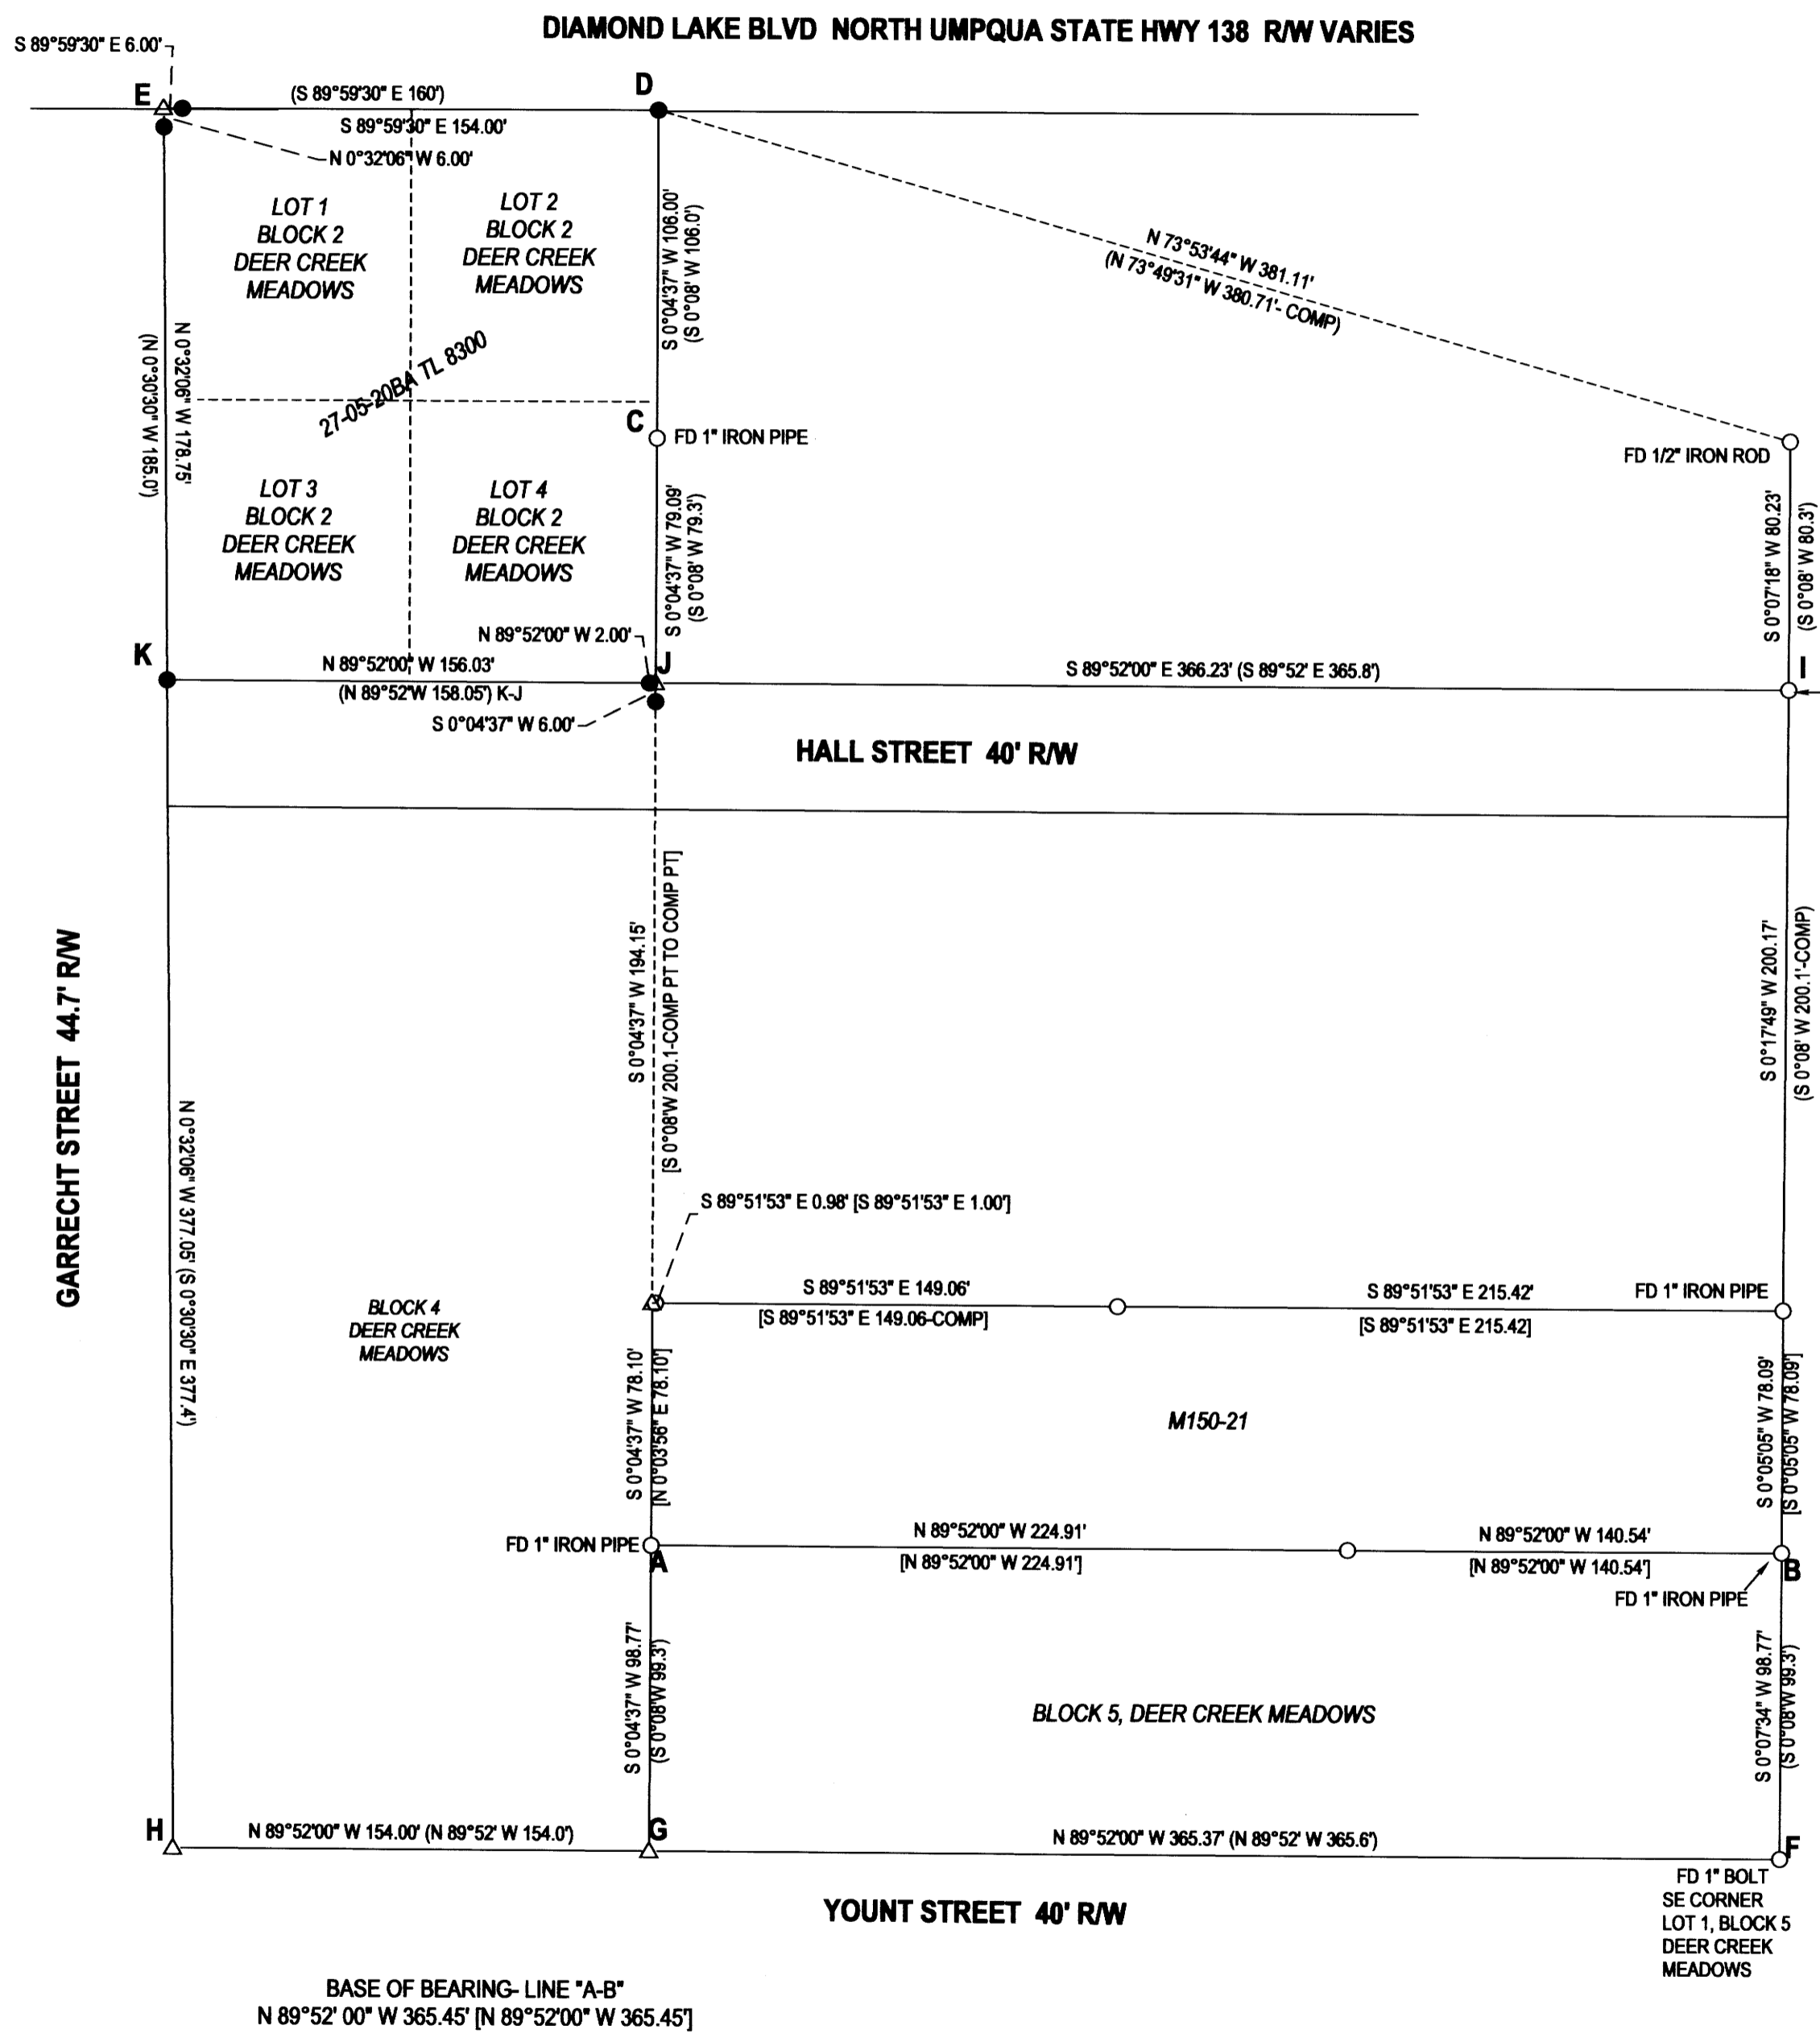 DIAMOND LAKE BLVD NORTH UMPQUA STATE HWY 138 R/W VARIES
S 89°59'30" E 6.00'
E
(S 89°59'30" E 160')
D
S 89°59'30" E 154.00'
N 0°32'06" W 6.00'
LOT 1
BLOCK 2
DEER CREEK
MEADOWS
LOT 2
BLOCK 2
DEER CREEK
MEADOWS
S 0°04'37" W 106.00'
(S 0°08' W 106.0')
N 73°53'44" W 381.11'
(N 73°49'31" W 380.71'- COMP)
N 0°32'06" W 178.75'
(N 0°30'30" W 185.0')
27-05-20BA TL 8300
C
FD 1" IRON PIPE
FD 1/2" IRON ROD
LOT 3
BLOCK 2
DEER CREEK
MEADOWS
LOT 4
BLOCK 2
DEER CREEK
MEADOWS
S 0°04'37" W 79.09'
(S 0°08' W 79.3')
S 0°07'18" W 80.23'
(S 0°08' W 80.3')
N 89°52'00" W 2.00'
K
N 89°52'00" W 156.03'
(N 89°52'W 158.05') K-J
J
S 89°52'00" E 366.23' (S 89°52' E 365.8')
I
S 0°04'37" W 6.00'
HALL STREET 40' R/W
GARRECHT STREET 44.7' R/W
S 0°04'37" W 194.15'
[S 0°08'W 200.1-COMP PT TO COMP PT]
S 0°17'49" W 200.17'
(S 0°08' W 200.1'-COMP)
N 0°32'06" W 377.05' (S 0°30'30" E 377.4')
S 89°51'53" E 0.98' [S 89°51'53" E 1.00']
S 89°51'53" E 149.06'
[S 89°51'53" E 149.06-COMP]
S 89°51'53" E 215.42'
[S 89°51'53" E 215.42]
FD 1" IRON PIPE
BLOCK 4
DEER CREEK
MEADOWS
S 0°04'37" W 78.10'
[N 0°03'56" E 78.10']
M150-21
S 0°05'05" W 78.09'
[S 0°05'05" W 78.09']
FD 1" IRON PIPE
A
N 89°52'00" W 224.91'
[N 89°52'00" W 224.91']
N 89°52'00" W 140.54'
[N 89°52'00" W 140.54']
B
FD 1" IRON PIPE
S 0°04'37" W 98.77'
(S 0°08'W 99.3')
BLOCK 5, DEER CREEK MEADOWS
S 0°07'34" W 98.77'
(S 0°08'W 99.3')
H
N 89°52'00" W 154.00' (N 89°52' W 154.0')
G
N 89°52'00" W 365.37' (N 89°52' W 365.6')
F
FD 1" BOLT
SE CORNER
LOT 1, BLOCK 5
DEER CREEK
MEADOWS
YOUNT STREET 40' R/W
BASE OF BEARING- LINE "A-B"
N 89°52' 00" W 365.45' [N 89°52'00" W 365.45']